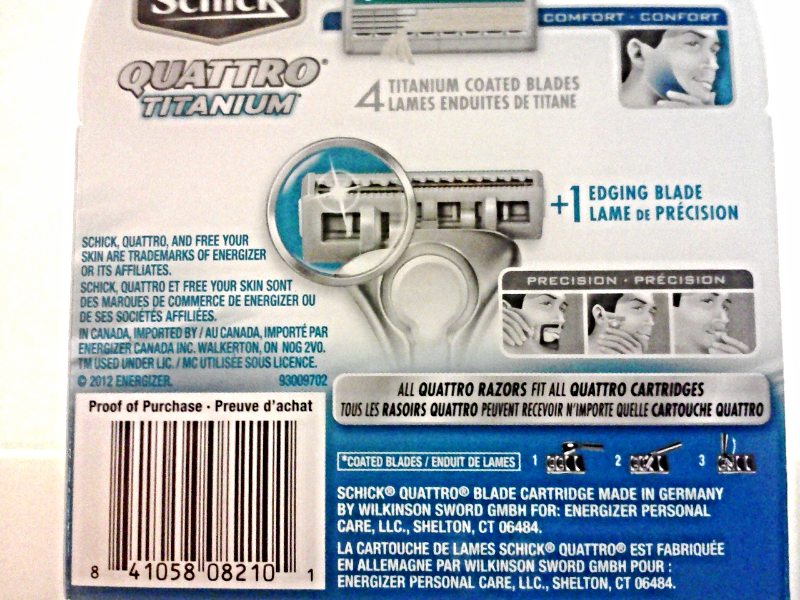 Schick
COMFORT · CONFORT
QUATTRO®
TITANIUM™
4 TITANIUM COATED BLADES
LAMES ENDUITES DE TITANE
+1 EDGING BLADE
LAME DE PRÉCISION
SCHICK, QUATTRO, AND FREE YOUR
SKIN ARE TRADEMARKS OF ENERGIZER
OR ITS AFFILIATES.
SCHICK, QUATTRO ET FREE YOUR SKIN SONT
DES MARQUES DE COMMERCE DE ENERGIZER OU
DE SES SOCIÉTÉS AFFILIÉES.
IN CANADA, IMPORTED BY / AU CANADA, IMPORTÉ PAR
ENERGIZER CANADA INC. WALKERTON, ON N0G 2V0.
TM USED UNDER LIC. / MC UTILISÉE SOUS LICENCE.
© 2012 ENERGIZER. 93009702
PRECISION · PRÉCISION
ALL QUATTRO RAZORS FIT ALL QUATTRO CARTRIDGES
TOUS LES RASOIRS QUATTRO PEUVENT RECEVOIR N'IMPORTE QUELLE CARTOUCHE QUATTRO
Proof of Purchase · Preuve d'achat
8 41058 08210 1
*COATED BLADES / ENDUIT DE LAMES 1 2 3
SCHICK® QUATTRO® BLADE CARTRIDGE MADE IN GERMANY
BY WILKINSON SWORD GMBH FOR: ENERGIZER PERSONAL
CARE, LLC., SHELTON, CT 06484.
LA CARTOUCHE DE LAMES SCHICK® QUATTRO® EST FABRIQUÉE
EN ALLEMAGNE PAR WILKINSON SWORD GMBH POUR :
ENERGIZER PERSONAL CARE, LLC., SHELTON, CT 06484.